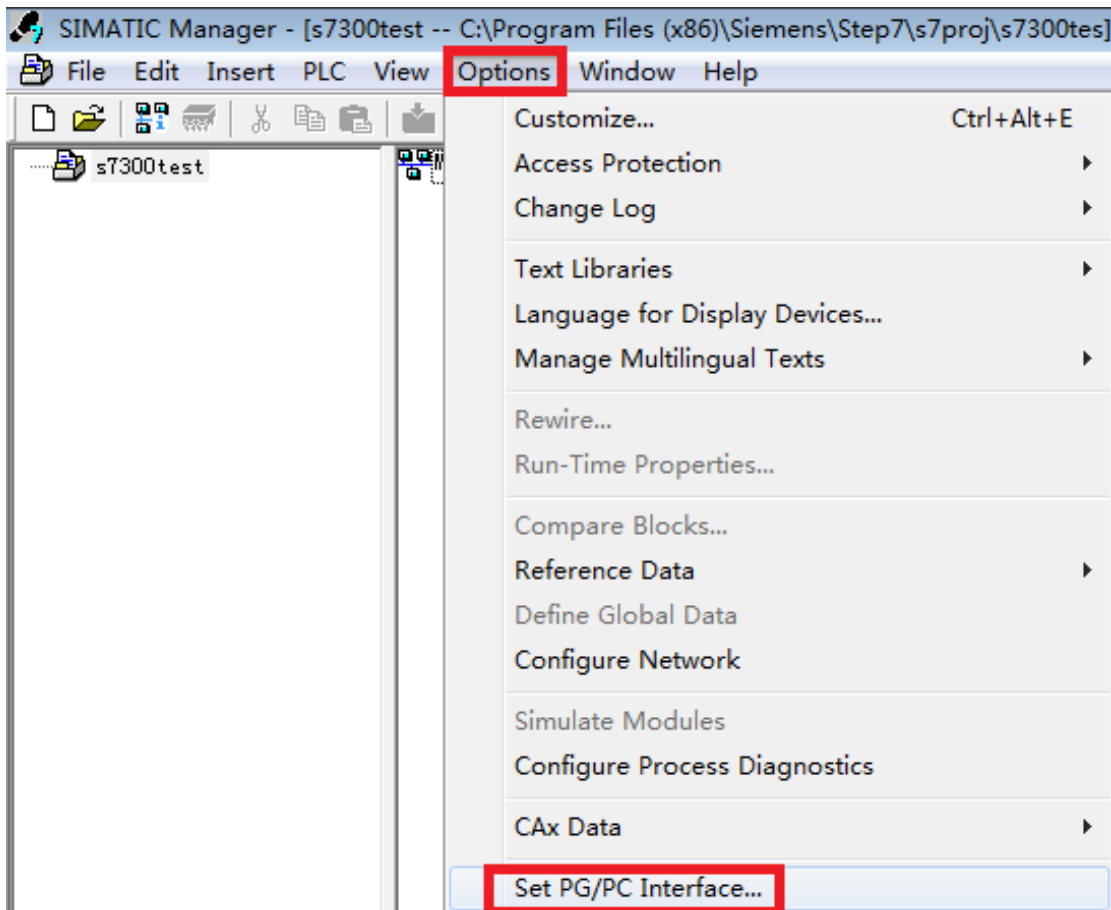 SIMATIC Manager - [s7300test -- C:\Program Files (x86)\Siemens\Step7\s7proj\s7300tes]
File Edit Insert PLC View Options Window Help
Customize... Ctrl+Alt+E
s7300test
Access Protection
Change Log
Text Libraries
Language for Display Devices...
Manage Multilingual Texts
Rewire...
Run-Time Properties...
Compare Blocks...
Reference Data
Define Global Data
Configure Network
Simulate Modules
Configure Process Diagnostics
CAx Data
Set PG/PC Interface...